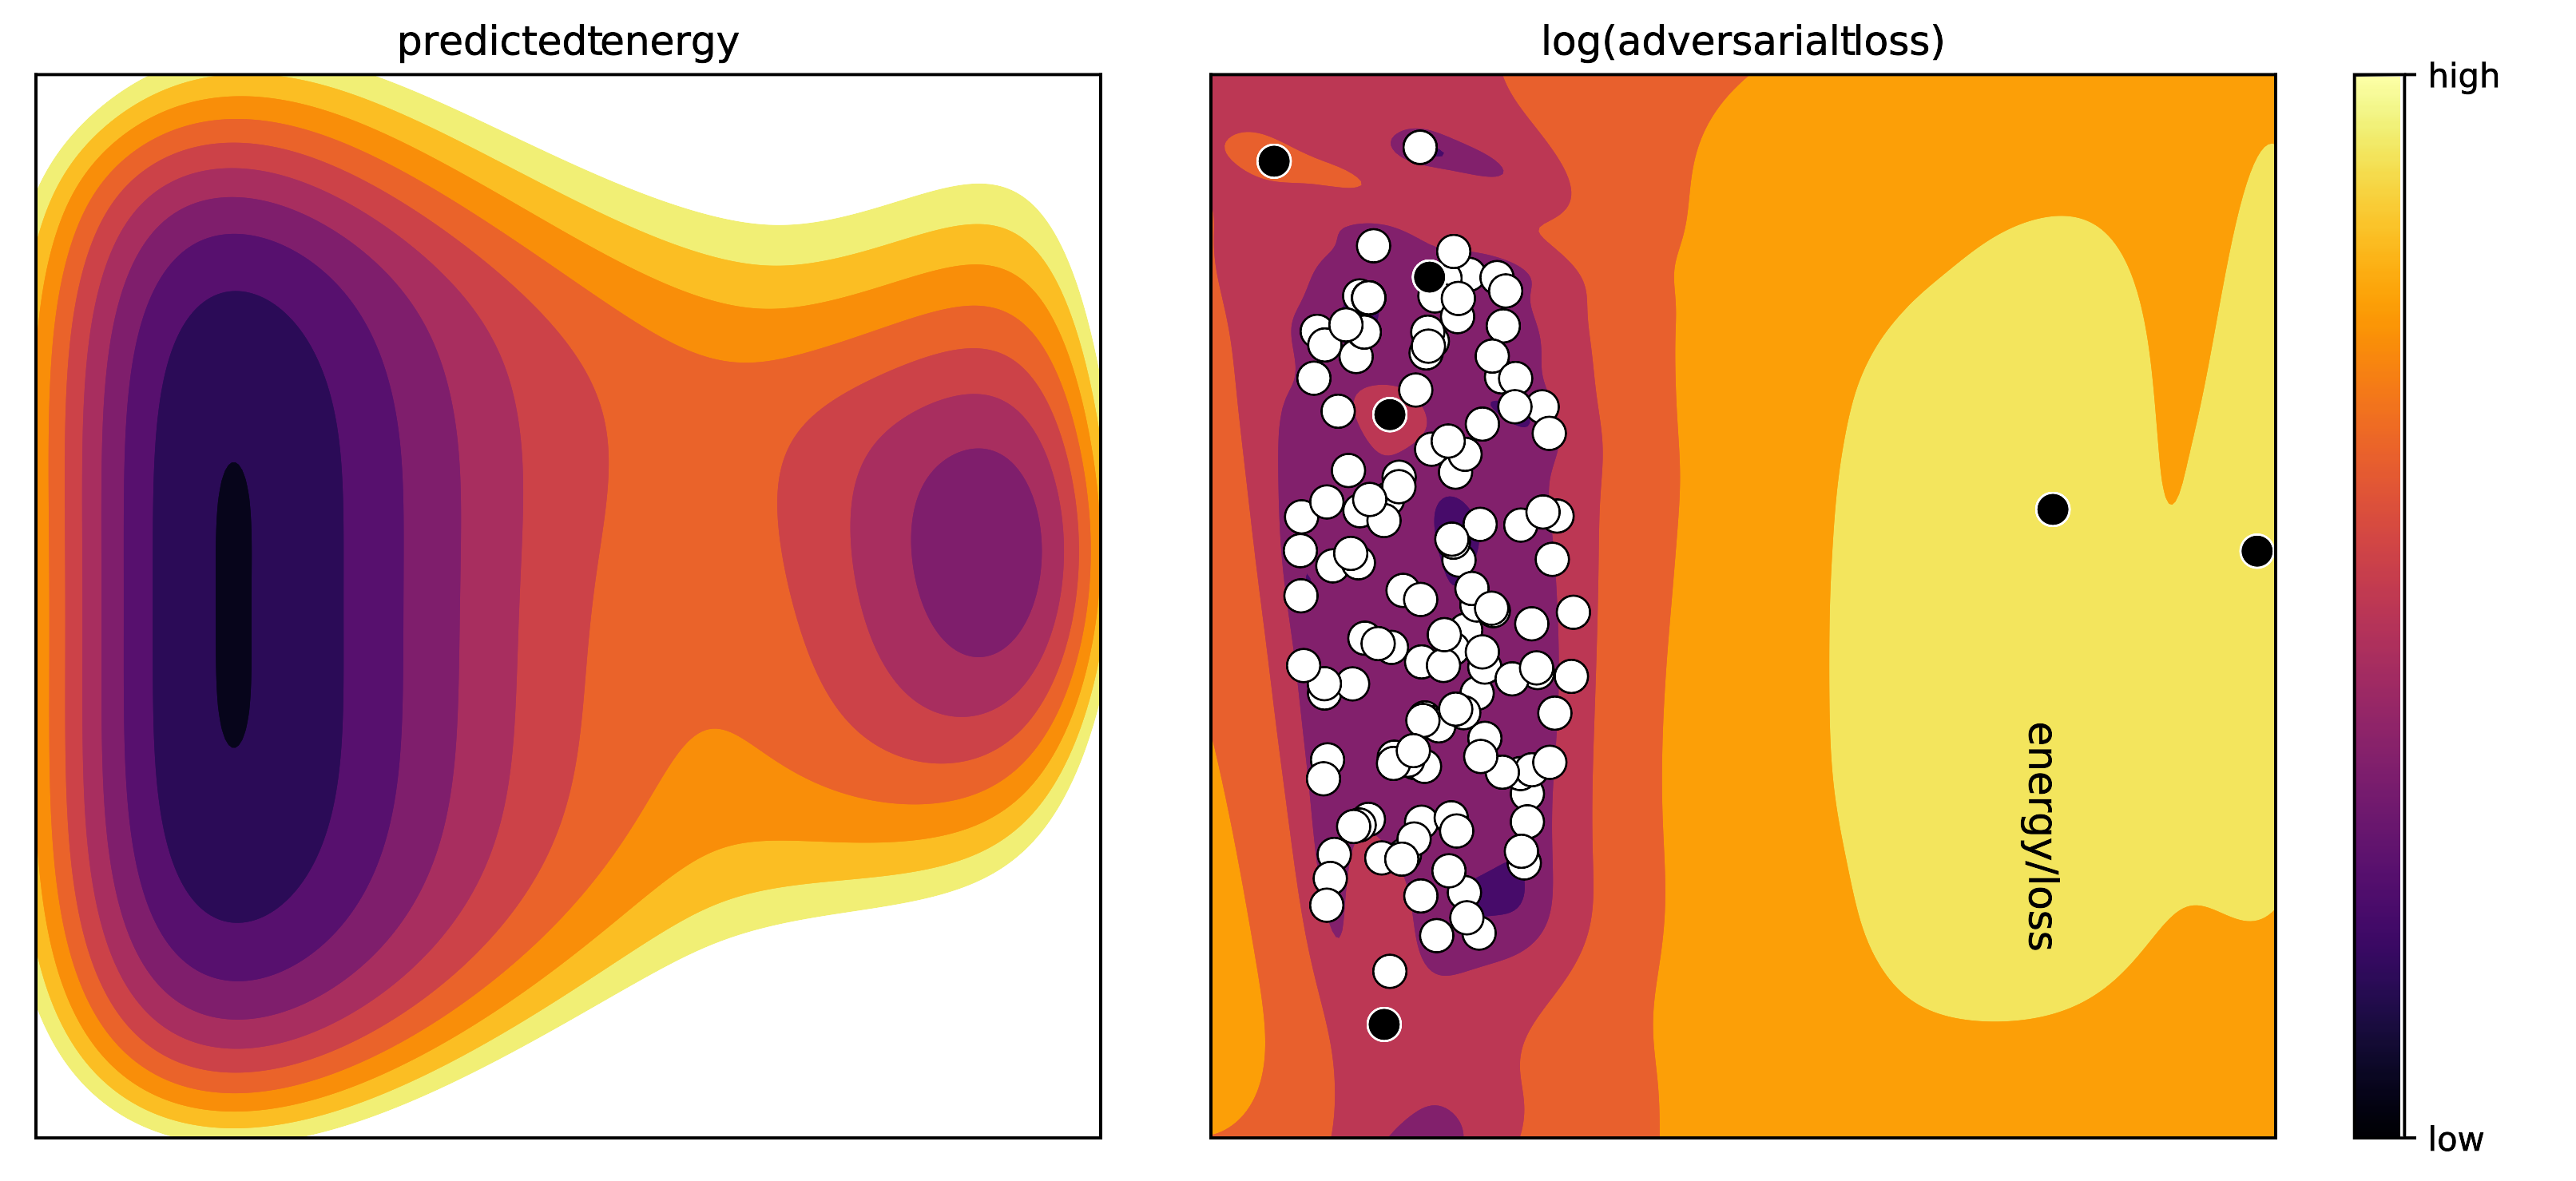 predictedtenergy
log(adversarialtloss)
high
energy/loss
low